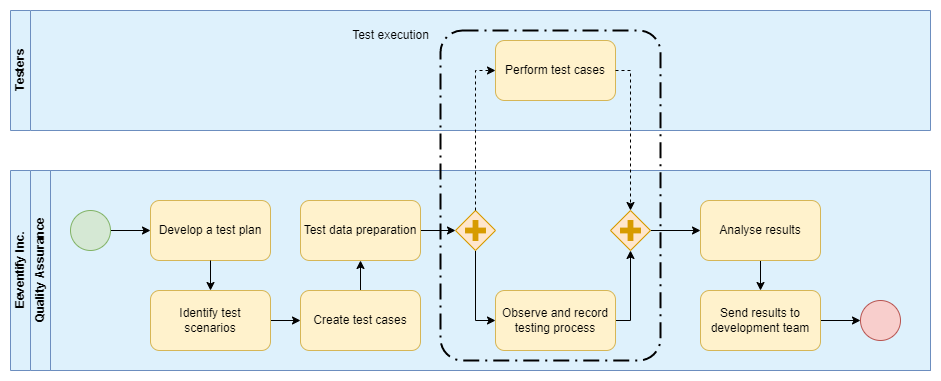 Testers
Test execution
Perform test cases
Eeventify Inc.
Quality Assurance
Develop a test plan
Identify test
scenarios
Create test cases
Test data preparation
Observe and record
testing process
Analyse results
Send results to
development team